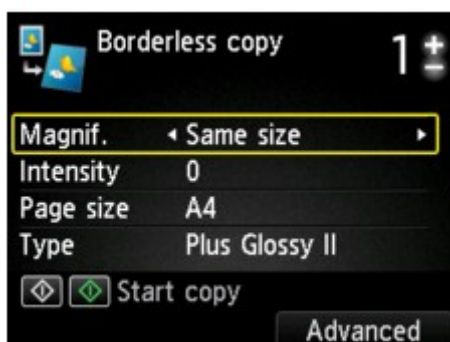 Borderless copy 1
Magnif. Same size
Intensity 0
Page size A4
Type Plus Glossy II
Start copy
Advanced